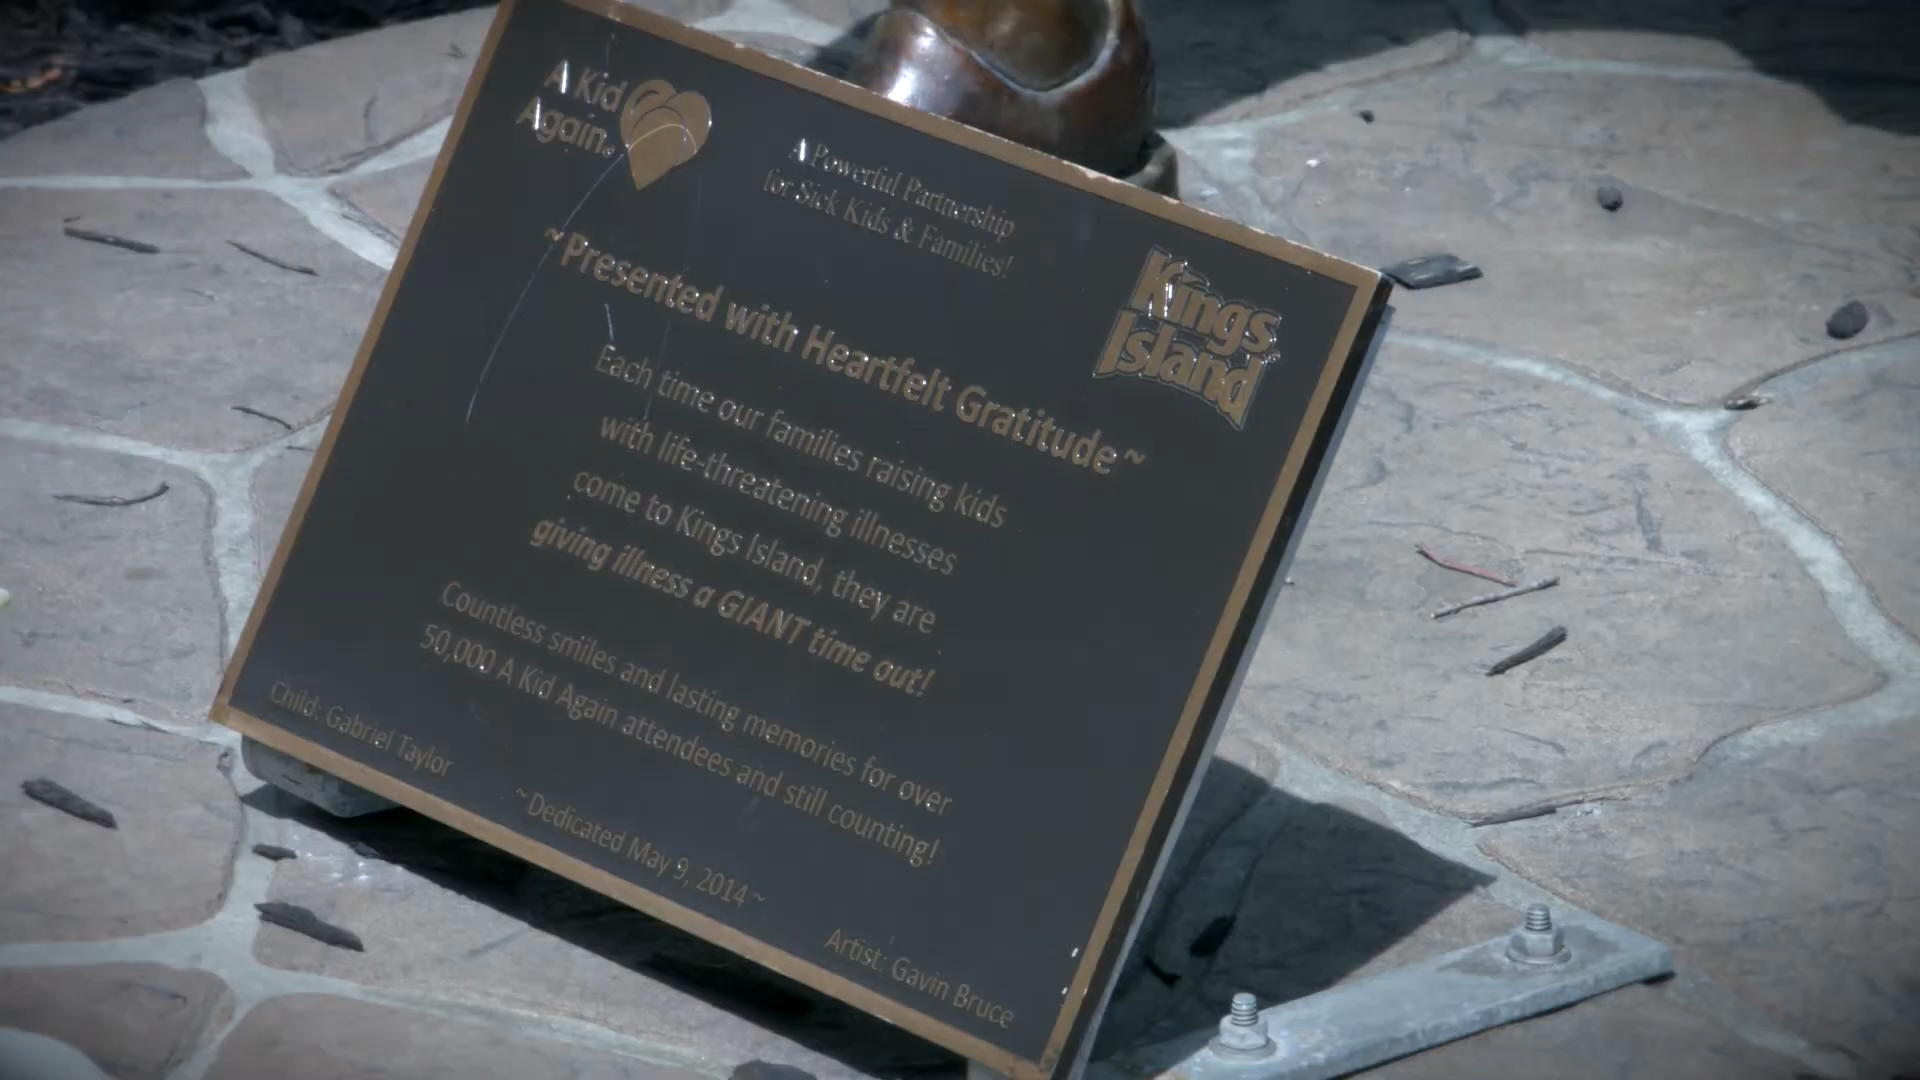 A Kid
Again®
A Powerful Partnership
for Sick Kids & Families!
Kings
Island®
~Presented with Heartfelt Gratitude~
Each time our families raising kids
with life-threatening illnesses
come to Kings Island, they are
giving illness a GIANT time out!
Countless smiles and lasting memories for over
50,000 A Kid Again attendees and still counting!
Child: Gabriel Taylor
~Dedicated May 9, 2014~
Artist: Gavin Bruce